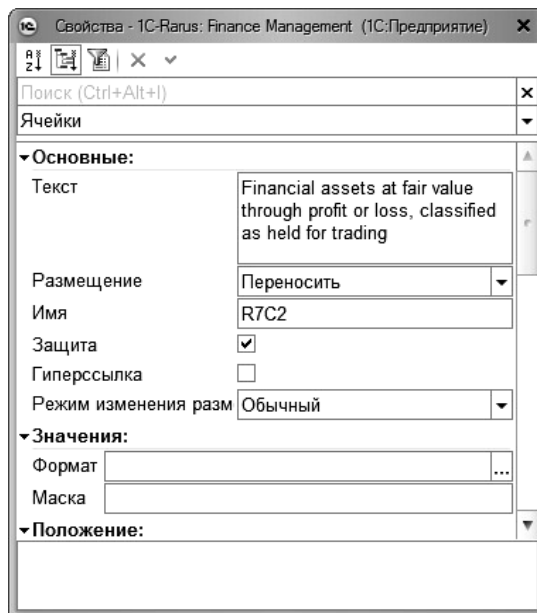 Свойства - 1C-Rarus: Finance Management (1С:Предприятие)
Поиск (Ctrl+Alt+I)
Ячейки
Основные:
Текст
Financial assets at fair value
through profit or loss, classified
as held for trading
Размещение Переносить
Имя R7C2
Защита
Гиперссылка
Режим изменения разм Обычный
Значения:
Формат ...
Маска
Положение: